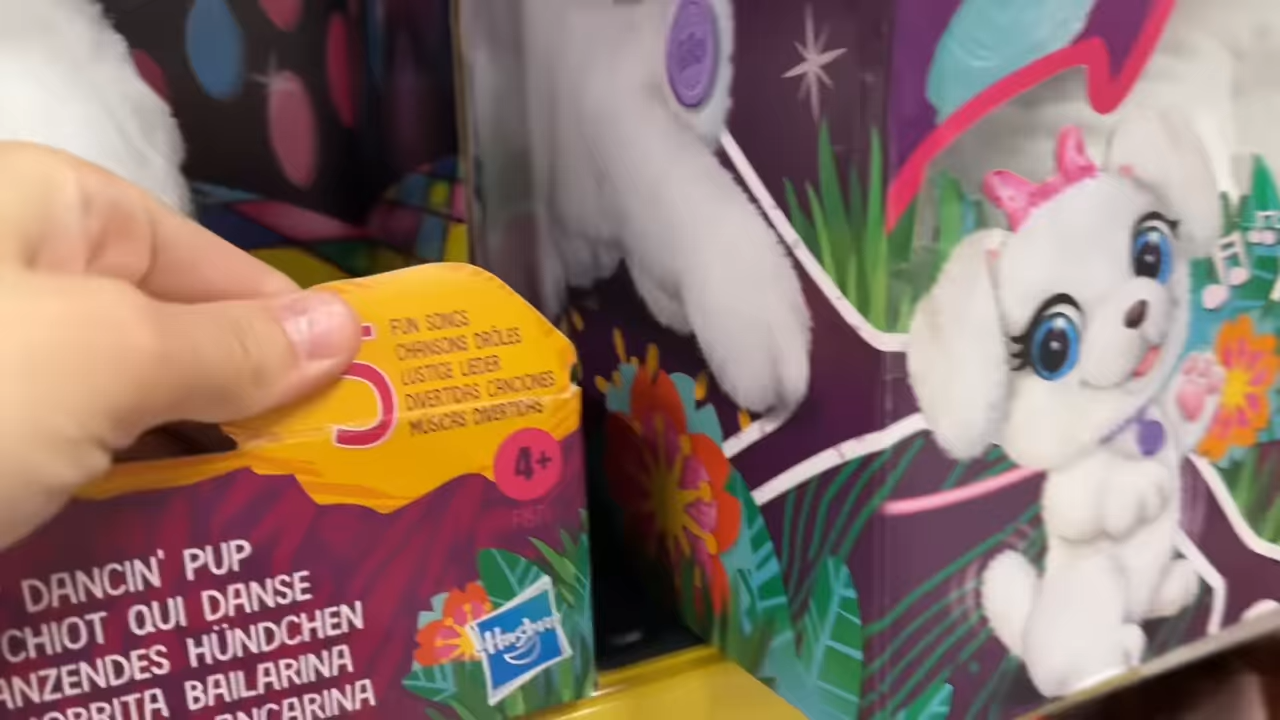 5
FUN SONGS
CHANSONS DRÔLES
LUSTIGE LIEDER
DIVERTIDAS CANCIONES
MÚSICAS DIVERTIDAS
4+
DANCIN' PUP
CHIOT QUI DANSE
ANZENDES HÜNDCHEN
BAILARINA
ANCARINA
Hasbro